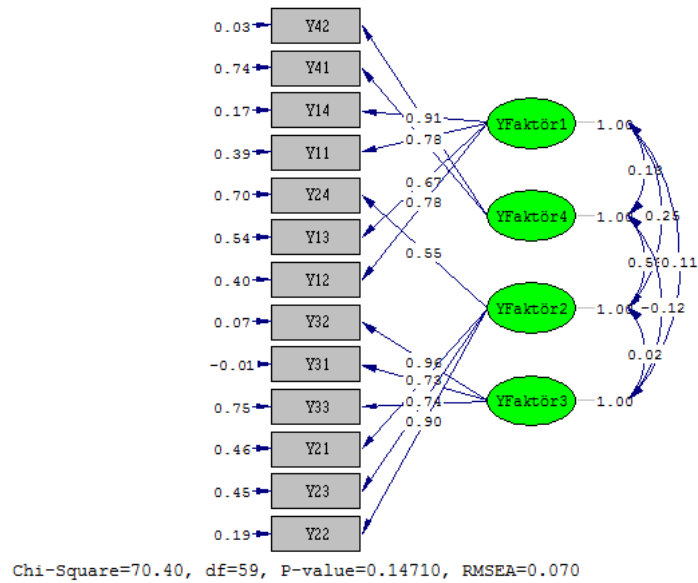 0.03 Y42
0.74 Y41
0.17 Y14 0.91 YFaktör1 1.00
0.39 Y11 0.78
0.70 Y24 0.67
0.78 YFaktör4 1.00 0.25
0.54 Y13
0.55 0.11
0.40 Y12
0.07 Y32 YFaktör2 1.00 -0.12
-0.01 Y31 0.96 0.02
0.73
0.75 Y33 0.74 YFaktör3 1.00
0.90
0.46 Y21
0.45 Y23
0.19 Y22
Chi-Square=70.40, df=59, P-value=0.14710, RMSEA=0.070